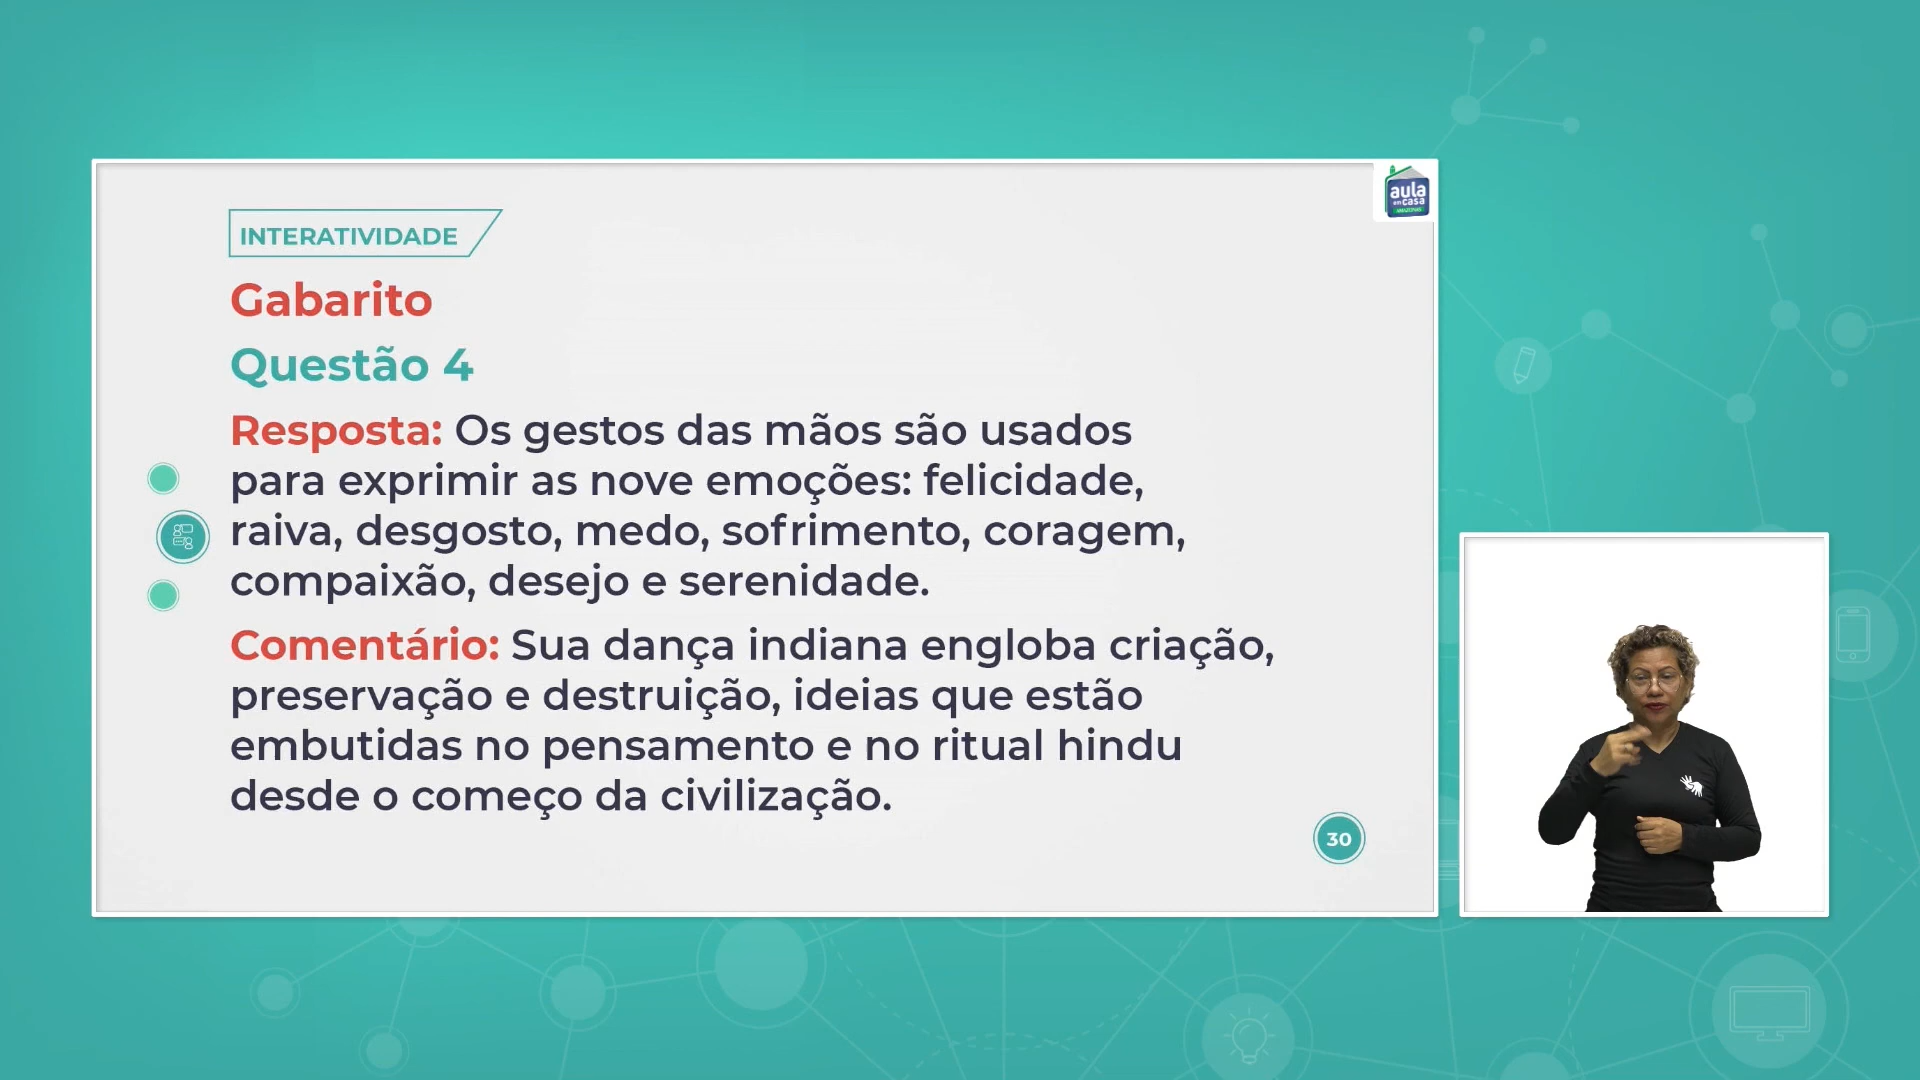 aula
em casa
AMAZONAS
INTERATIVIDADE
Gabarito
Questão 4
Resposta: Os gestos das mãos são usados
para exprimir as nove emoções: felicidade,
raiva, desgosto, medo, sofrimento, coragem,
compaixão, desejo e serenidade.
Comentário: Sua dança indiana engloba criação,
preservação e destruição, ideias que estão
embutidas no pensamento e no ritual hindu
desde o começo da civilização.
30